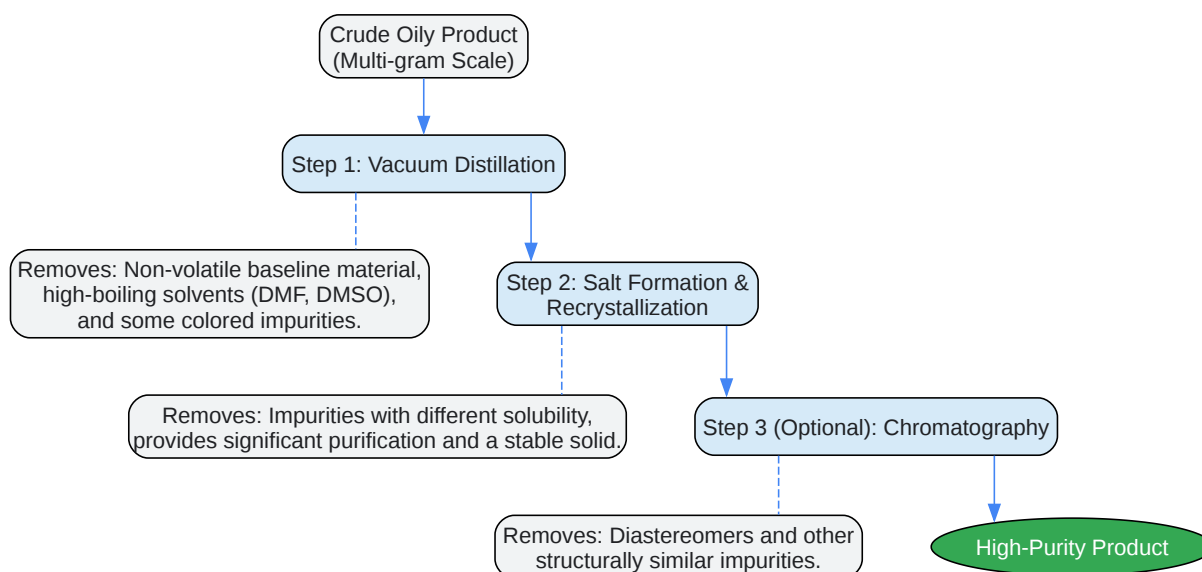 Crude Oily Product
(Multi-gram Scale)
Step 1: Vacuum Distillation
Removes: Non-volatile baseline material,
high-boiling solvents (DMF, DMSO),
and some colored impurities.
Step 2: Salt Formation &
Recrystallization
Removes: Impurities with different solubility,
provides significant purification and a stable solid.
Step 3 (Optional): Chromatography
Removes: Diastereomers and other
structurally similar impurities.
High-Purity Product